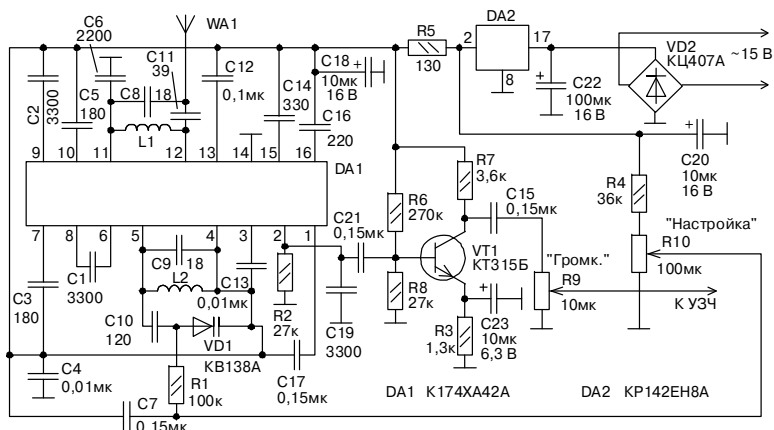 C6
2200
WA1
C11
39
C12
0,1мк
C18
10мк
16 В
R5
130
DA2
2
17
8
VD2
КЦ407А
~15 В
C22
100мк
16 В
C2
3300
C5
180
C8
18
L1
C14
330
C16
220
C20
10мк
16 В
9
10
11
12
13
14
15
16
DA1
R7
3,6к
R4
36к
R6
270к
C15
0,15мк
"Настройка"
R10
100мк
C21
0,15мк
7
8
6
5
4
3
2
1
VT1
КТ315Б
"Громк."
R9
10мк
К УЗЧ
C1
3300
C9
18
L2
C13
0,01мк
R8
27к
C3
180
C10
120
R2
27к
C19
3300
R3
1,3к
C23
10мк
6,3 В
VD1
КВ138А
C4
0,01мк
R1
100к
C17
0,15мк
C7
0,15мк
DA1 К174ХА42А
DA2 КР142ЕН8А